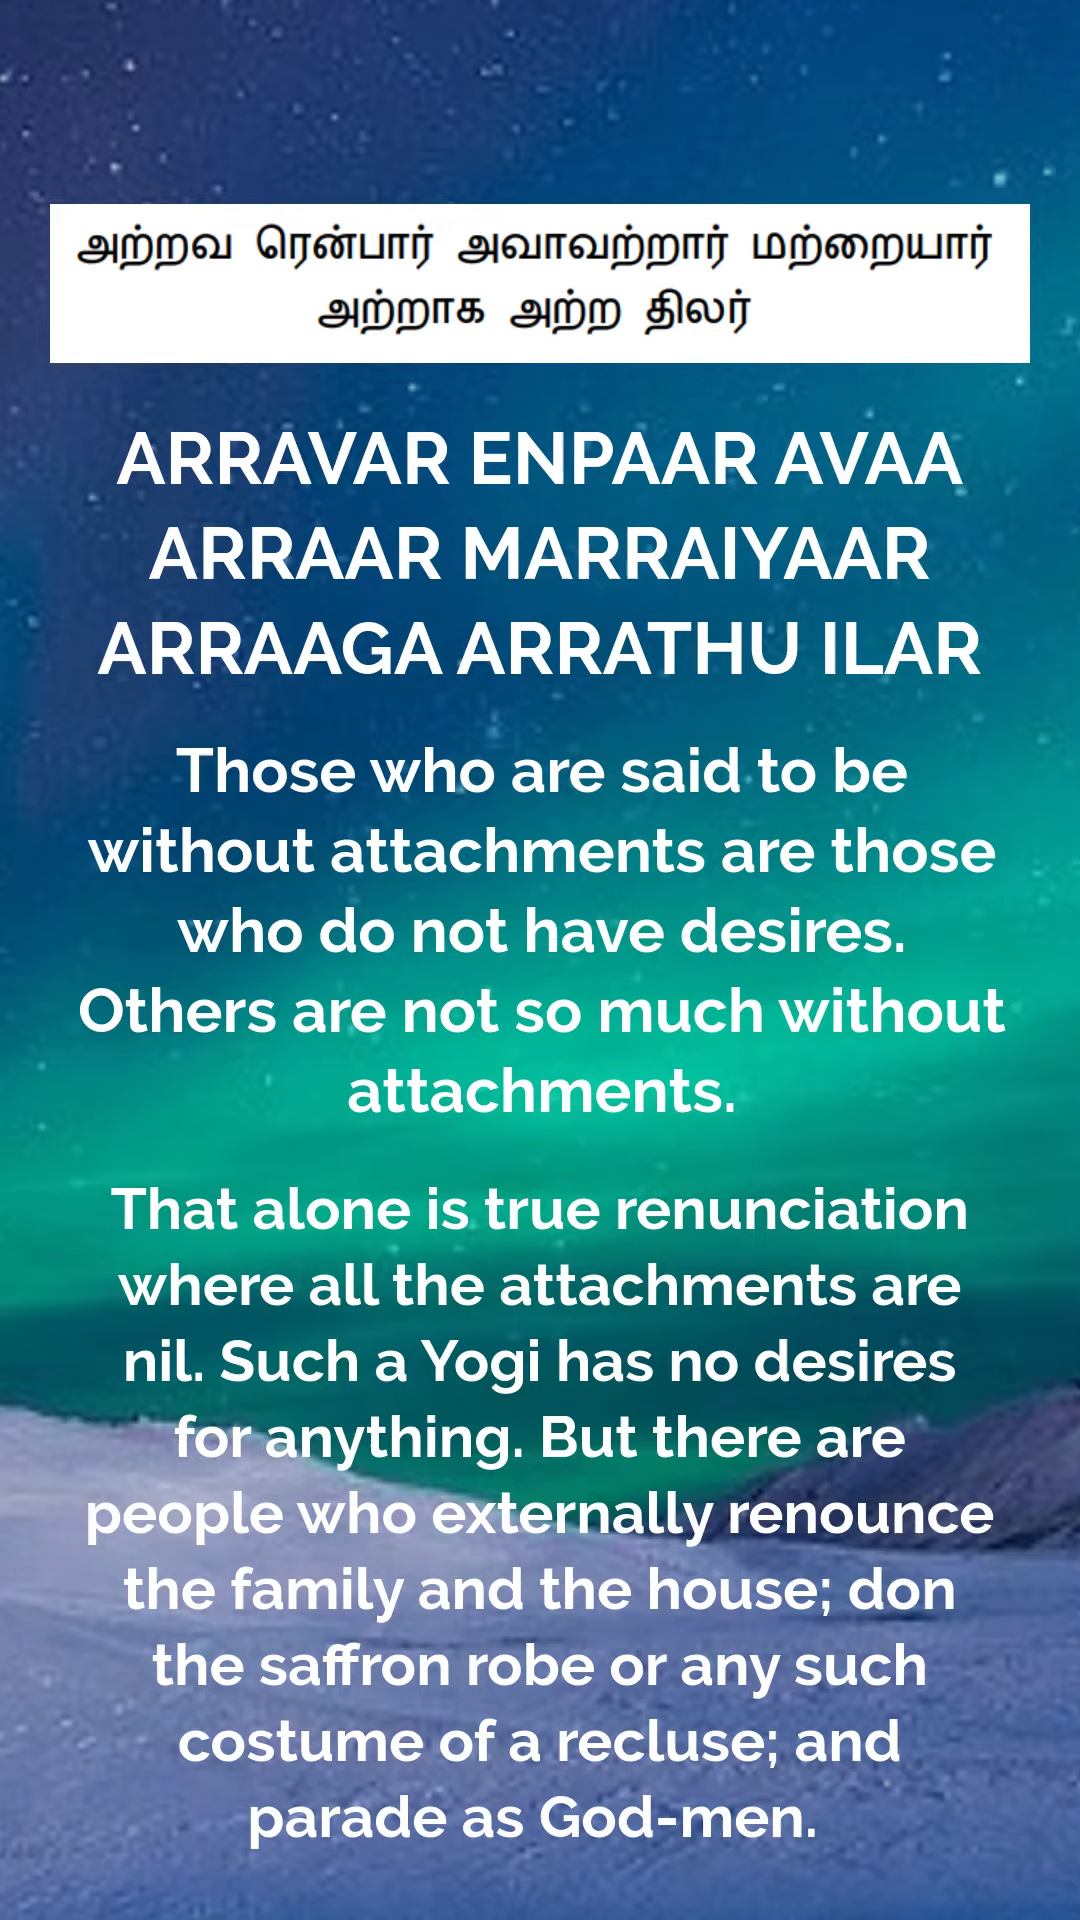 அற்றவ ரென்பார் அவாவற்றார் மற்றையார்
அற்றாக அற்ற திலர்
ARRAVAR ENPAAR AVAA
ARRAAR MARRAIYAAR
ARRAAGA ARRATHU ILAR
Those who are said to be
without attachments are those
who do not have desires.
Others are not so much without
attachments.
That alone is true renunciation
where all the attachments are
nil. Such a Yogi has no desires
for anything. But there are
people who externally renounce
the family and the house; don
the saffron robe or any such
costume of a recluse; and
parade as God-men.